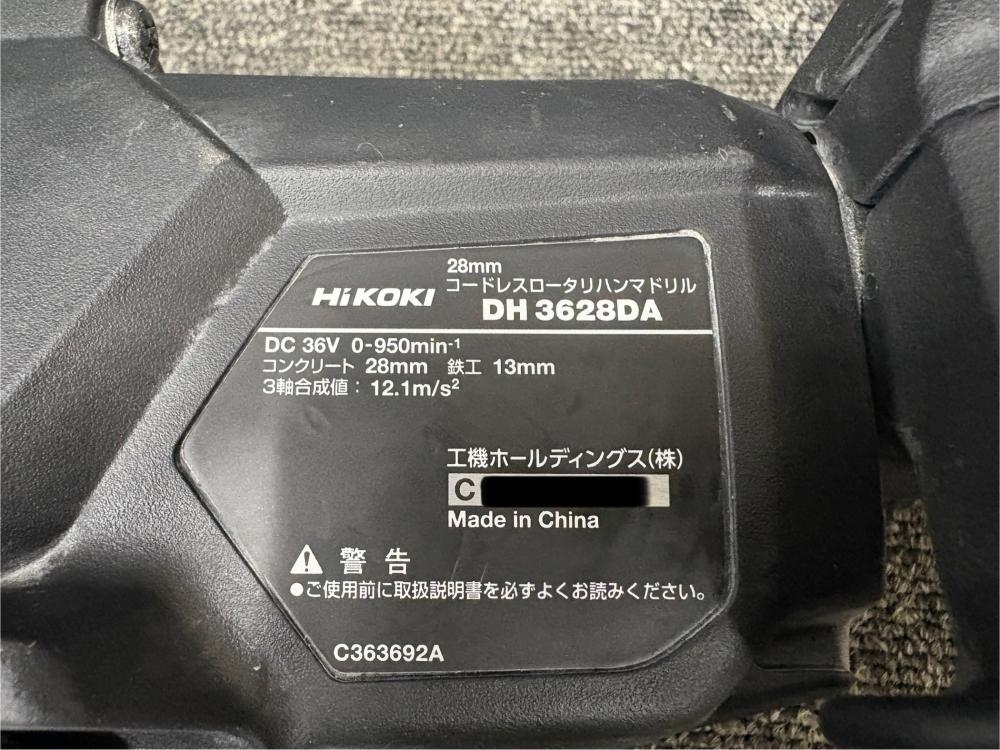 28mm
コードレスロータリハンマドリル
HiKOKI DH 3628DA
DC 36V 0-950min-¹
コンクリート 28mm 鉄工 13mm
3軸合成値: 12.1m/s²
工機ホールディングス(株)
C
Made in China
⚠ 警告
●ご使用前に取扱説明書を必ずよくお読みください。
C363692A